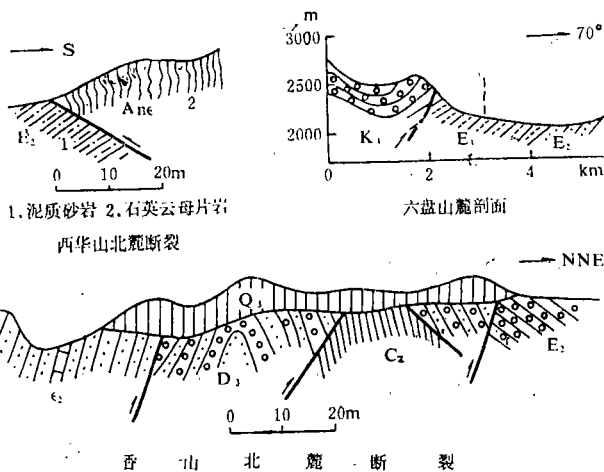 S
Anє 2
E₂ 1
0 10 20m
1.泥质砂岩 2.石英云母片岩
西华山北麓断裂
m
3000
70°
2500
2000
K₁ E₁ E₂
0 2 4 km
六盘山麓剖面
NNE
Q₃
є₂ D₃ C₂ E₂
0 10 20m
香山北麓断裂